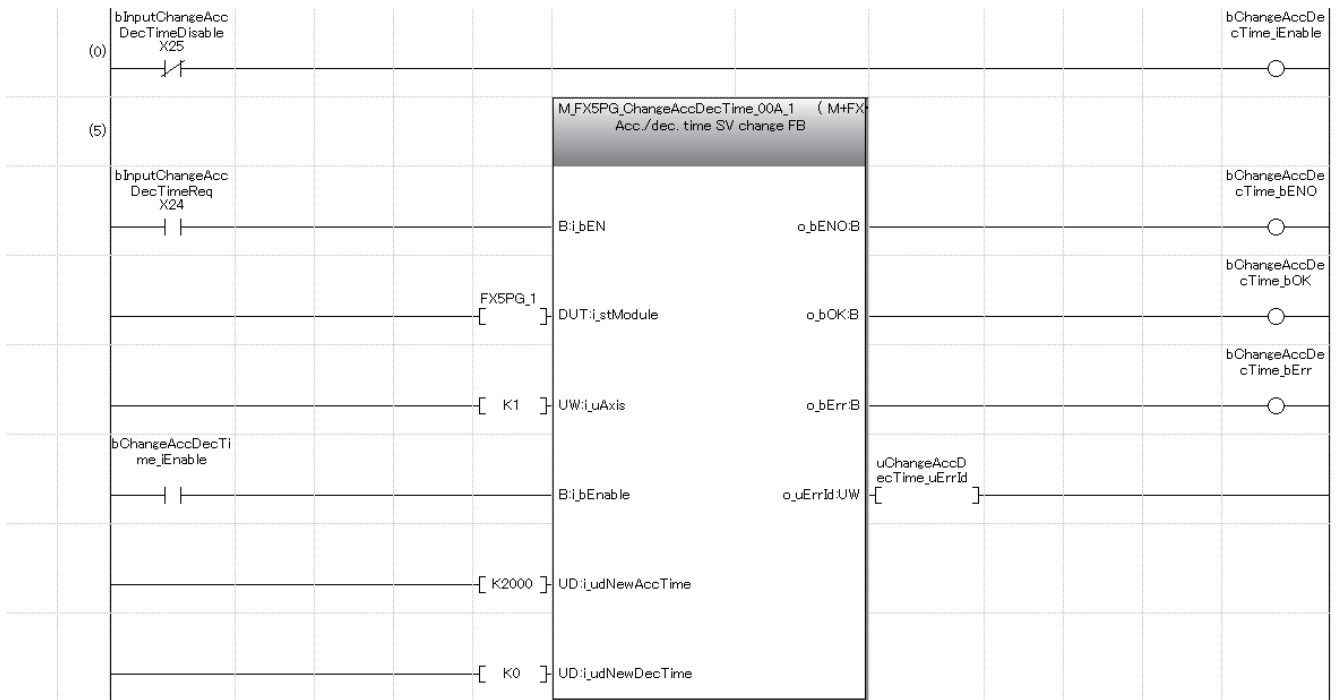 bInputChangeAcc
DecTimeDisable
X25
bChangeAccDe
cTime_iEnable
(0)
M_FX5PG_ChangeAccDecTime_00A_1 ( M+FX
Acc./dec. time SV change FB
(5)
bInputChangeAcc
DecTimeReq
X24
bChangeAccDe
cTime_bENO
B:i_bEN
o_bENO:B
bChangeAccDe
cTime_bOK
FX5PG_1
DUT:i_stModule
o_bOK:B
bChangeAccDe
cTime_bErr
K1
UW:i_uAxis
o_bErr:B
bChangeAccDecTi
me_iEnable
uChangeAccD
ecTime_uErrId
B:i_bEnable
o_uErrId:UW
K2000
UD:i_udNewAccTime
K0
UD:i_udNewDecTime